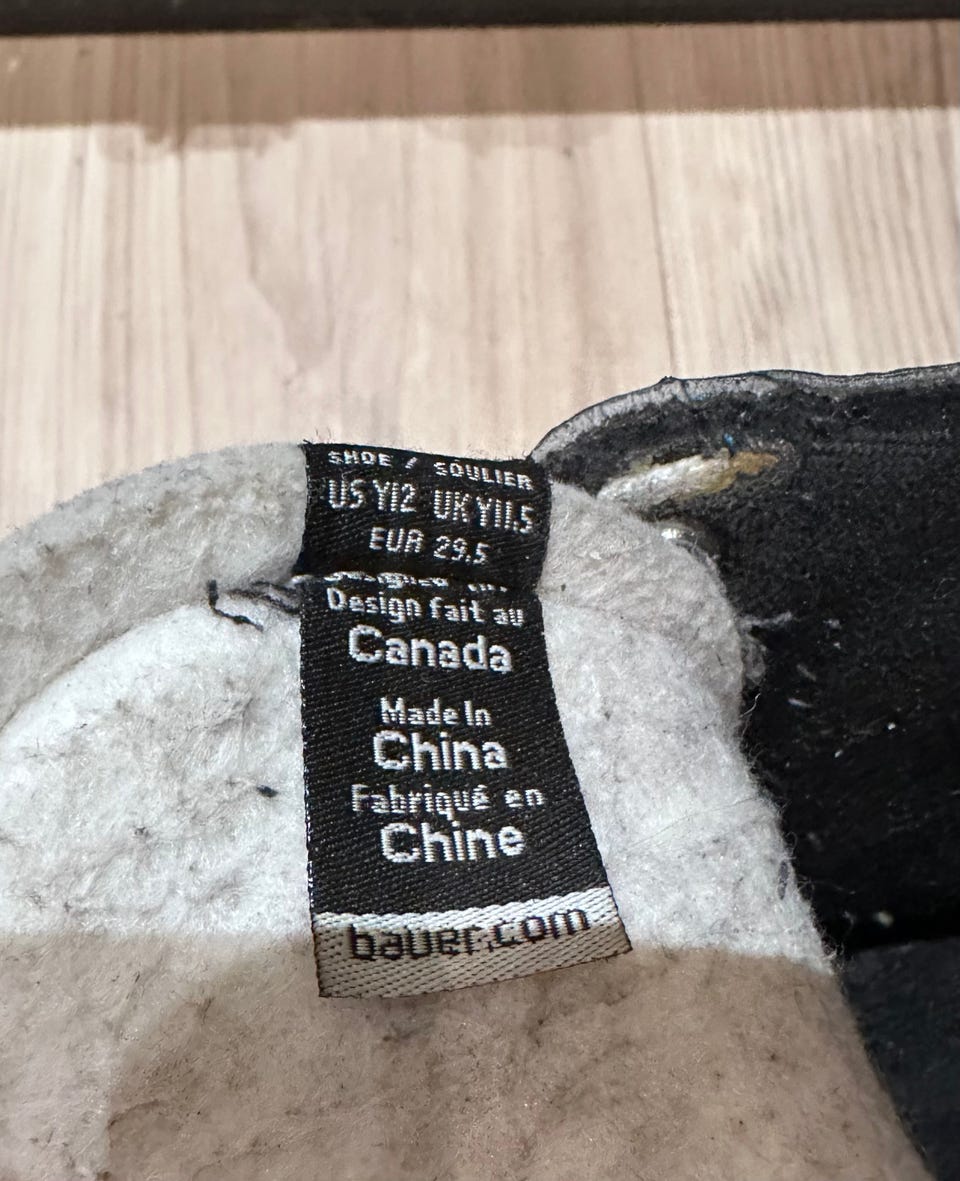 SHOE / SOULIER
US Y12 UK Y11.5
EUR 29.5
Design fait au
Canada
Made In
China
Fabriqué en
Chine
bauer.com